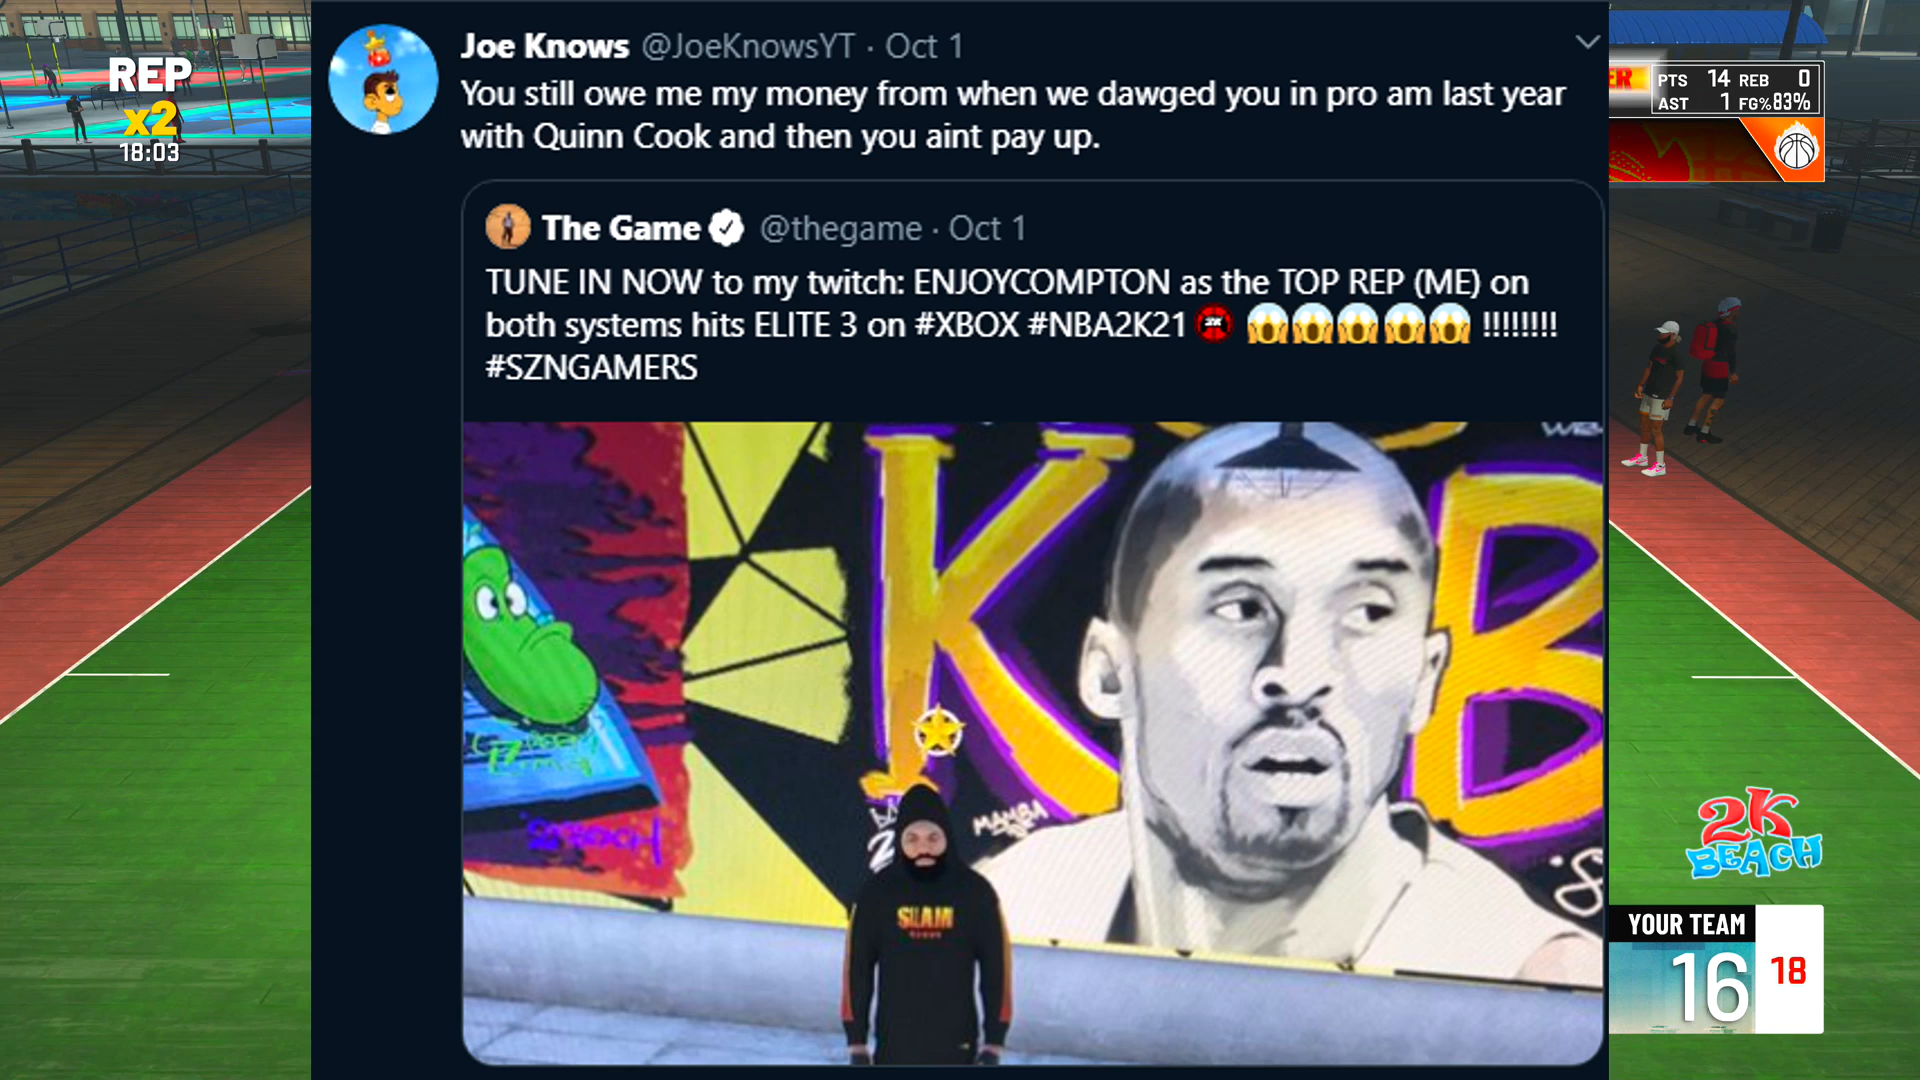 REP
x2
18:03
Joe Knows @JoeKnowsYT · Oct 1
You still owe me my money from when we dawged you in pro am last year
with Quinn Cook and then you aint pay up.
The Game @thegame · Oct 1
TUNE IN NOW to my twitch: ENJOYCOMPTON as the TOP REP (ME) on
both systems hits ELITE 3 on #XBOX #NBA2K21 😱😱😱😱😱 !!!!!!!!!
#SZNGAMERS
K B
MAMBA
2
SLAM
ER
PTS 14 REB 0
AST 1 FG% 83%
2K
BEACH
YOUR TEAM
16 18